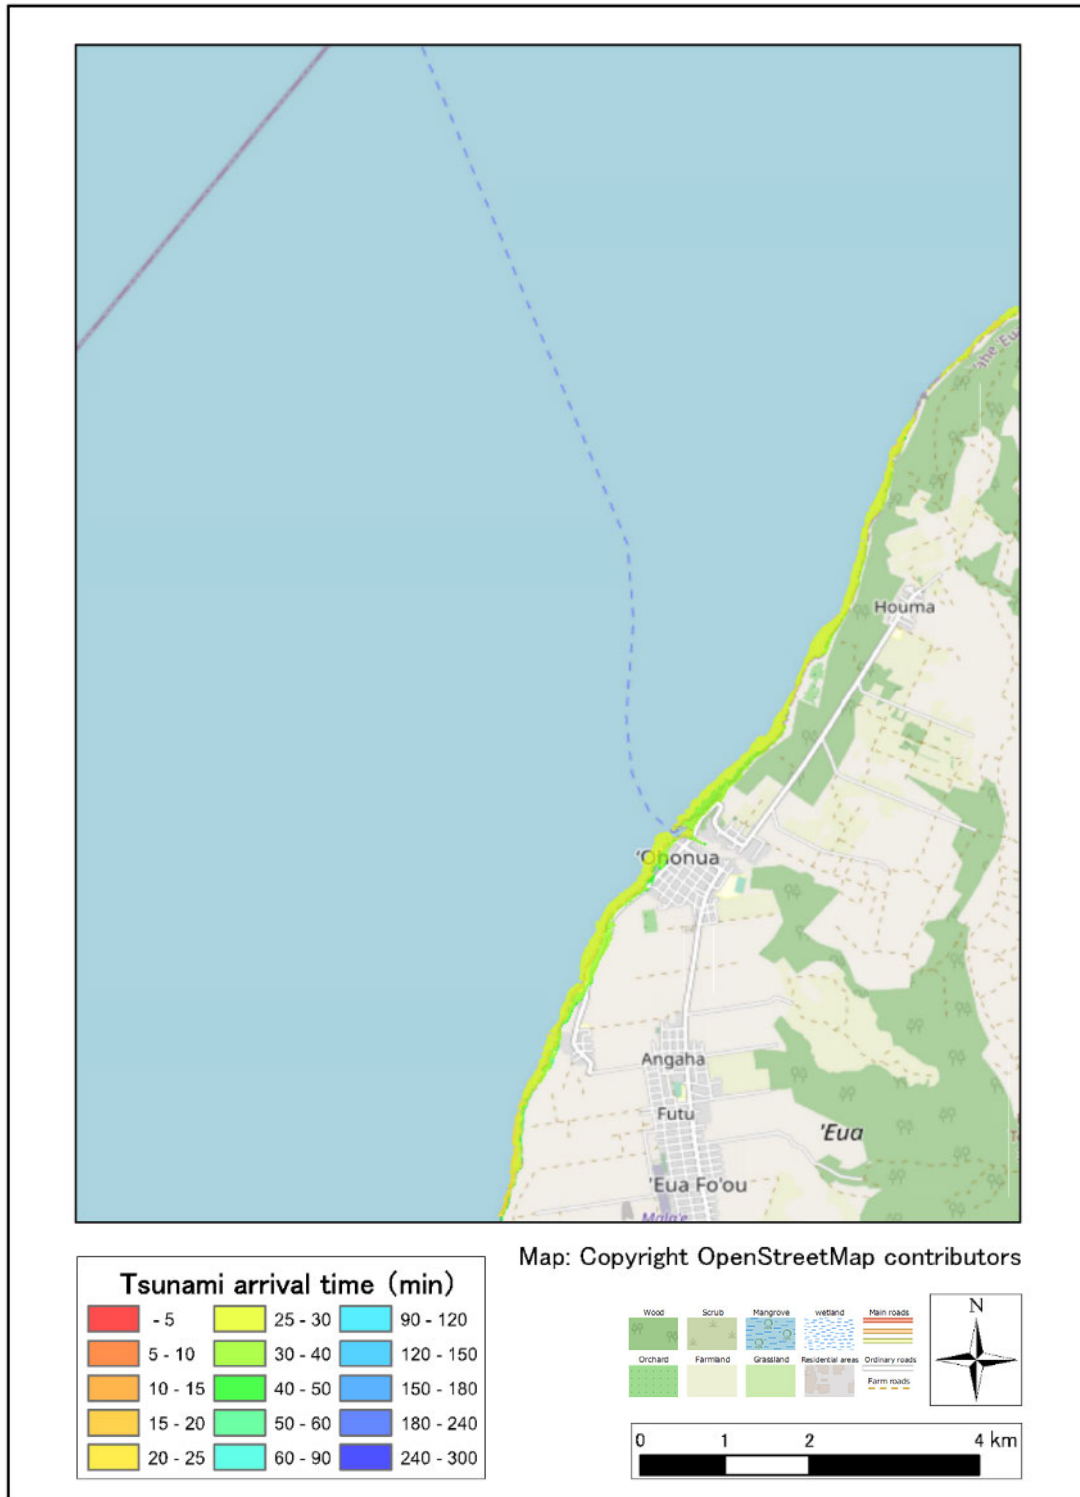 Houma
'Ohonua
Angaha
Futu
'Eua
'Eua Fo'ou
Map: Copyright OpenStreetMap contributors
Tsunami arrival time (min)
- 5
5 - 10
10 - 15
15 - 20
20 - 25
25 - 30
30 - 40
40 - 50
50 - 60
60 - 90
90 - 120
120 - 150
150 - 180
180 - 240
240 - 300
Wood Scrub Mangrove wetland Main roads
Orchard Farmland Grassland Residential areas Ordinary roads
Farm roads
N
0 1 2 4 km